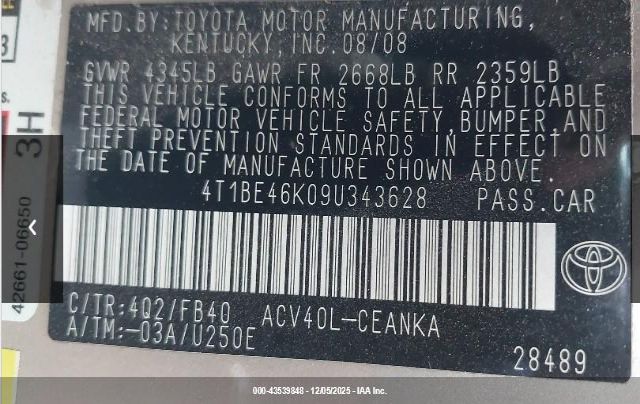 MFD.BY:TOYOTA MOTOR MANUFACTURING,
KENTUCKY,INC.08/08
GVWR 4345LB GAWR FR 2668LB RR 2359LB
THIS VEHICLE CONFORMS TO ALL APPLICABLE
FEDERAL MOTOR VEHICLE SAFETY,BUMPER,AND
THEFT PREVENTION STANDARDS IN EFFECT ON
THE DATE OF MANUFACTURE SHOWN ABOVE.
4T1BE46K09U343628 PASS.CAR
C/TR:4Q2/FB40 ACV40L-CEANKA
A/TM:-03A/U250E
28489
3
s.
3H
42661-06650
000-43539848 - 12/05/2025 - IAA Inc.